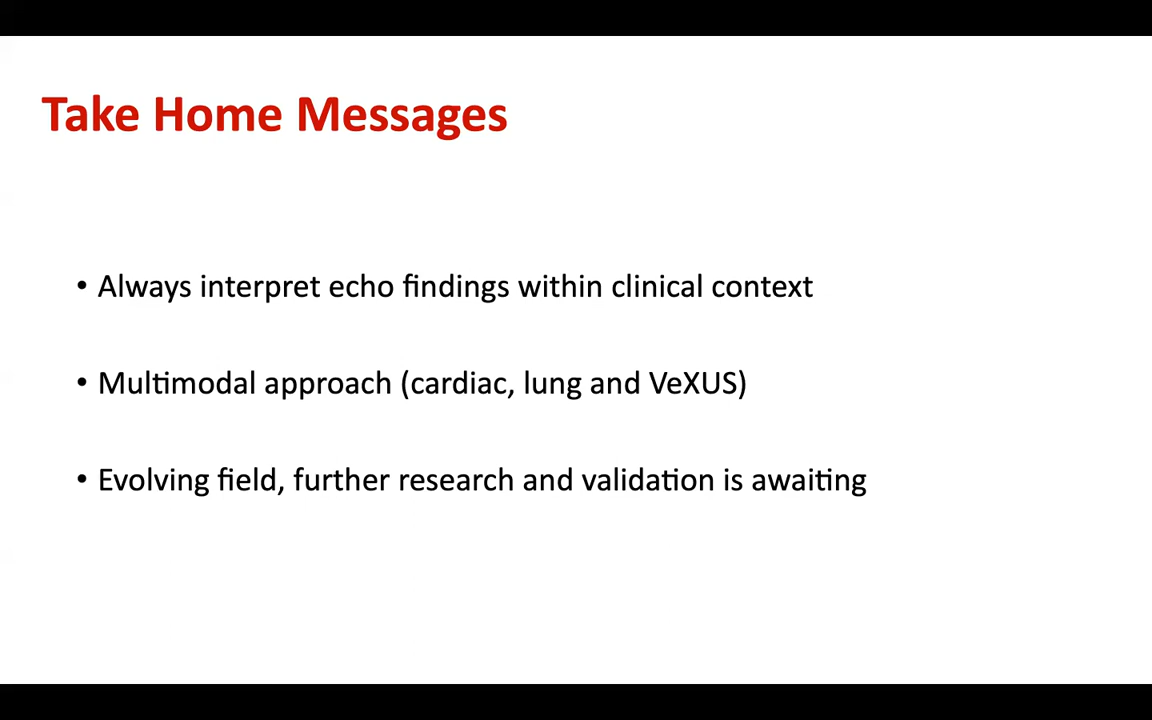 Take Home Messages
• Always interpret echo findings within clinical context
• Multimodal approach (cardiac, lung and VeXUS)
• Evolving field, further research and validation is awaiting